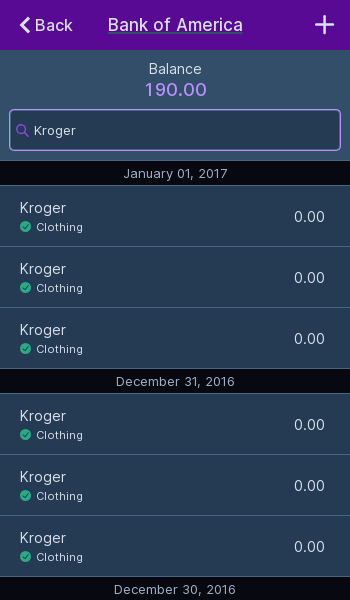 Back
Bank of America
Balance
190.00
Kroger
January 01, 2017
Kroger
0.00
Clothing
Kroger
0.00
Clothing
Kroger
0.00
Clothing
December 31, 2016
Kroger
0.00
Clothing
Kroger
0.00
Clothing
Kroger
0.00
Clothing
December 30, 2016